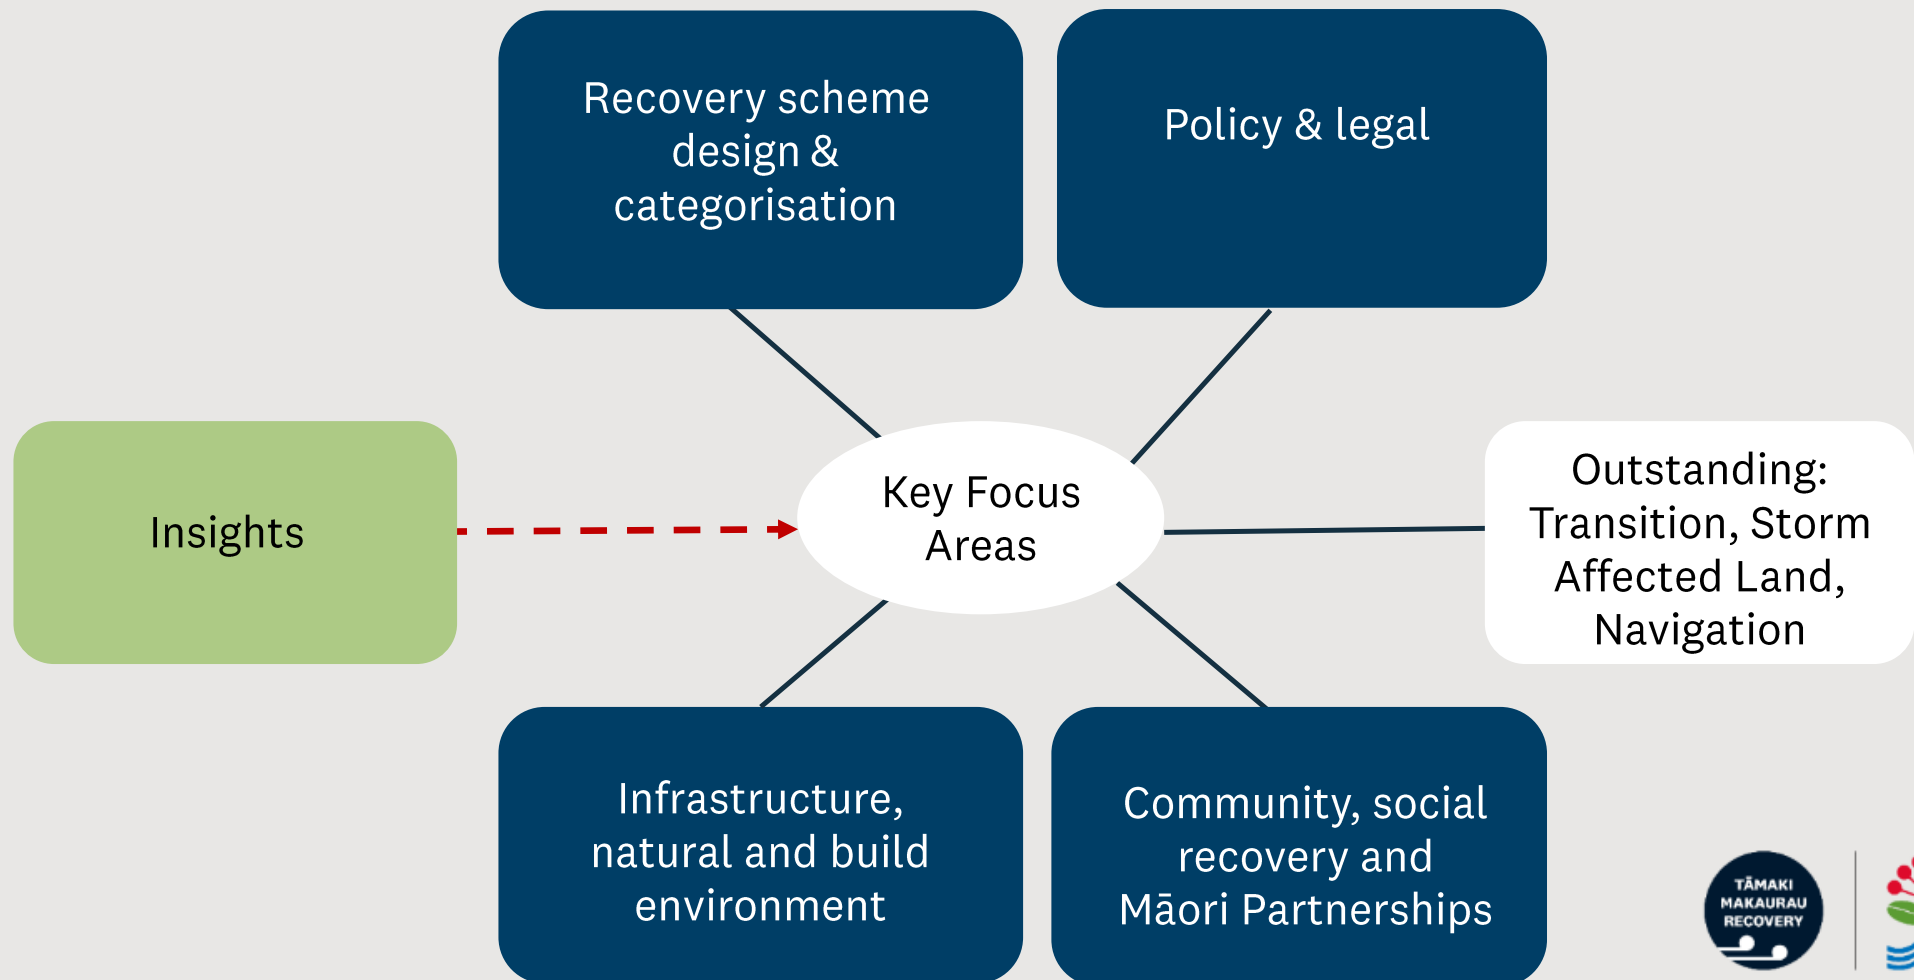 Recovery scheme
design &
categorisation
Policy & legal
Insights
Key Focus
Areas
Outstanding:
Transition, Storm
Affected Land,
Navigation
Infrastructure,
natural and build
environment
Community, social
recovery and
Māori Partnerships
TĀMAKI
MAKAURAU
RECOVERY